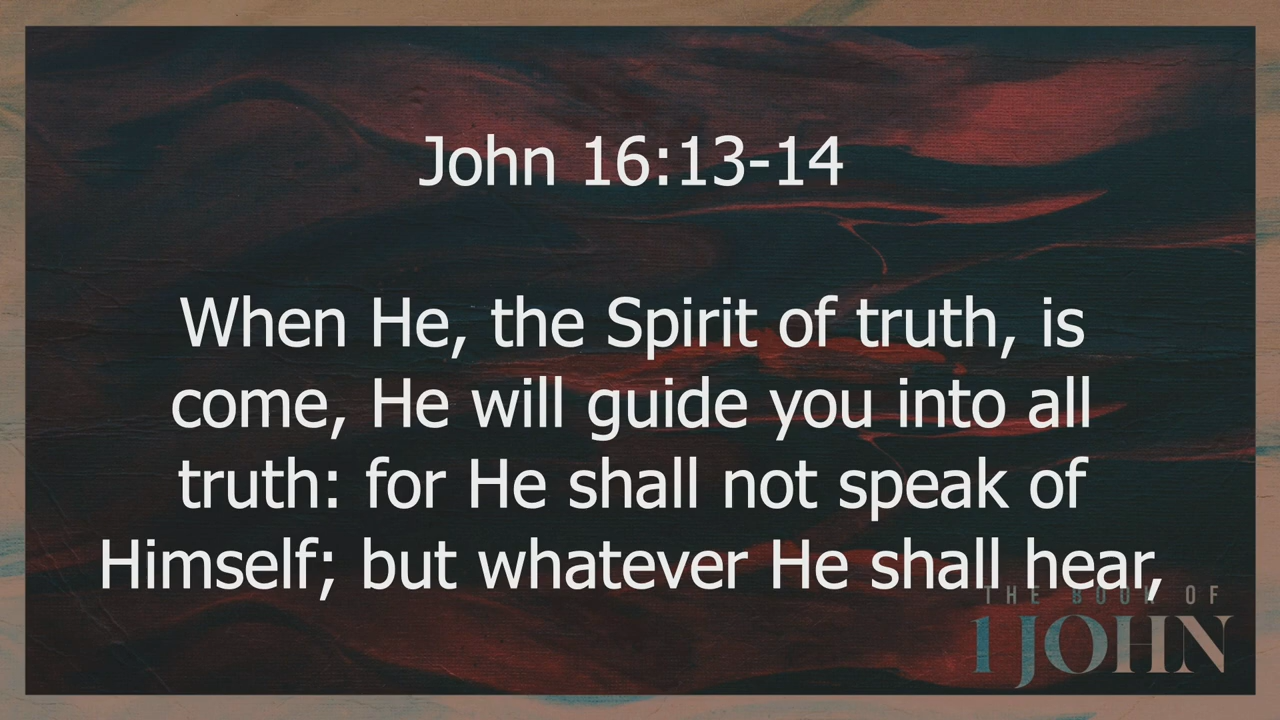 John 16:13-14
When He, the Spirit of truth, is
come, He will guide you into all
truth: for He shall not speak of
Himself; but whatever He shall hear,
THE BOOK OF
1 JOHN